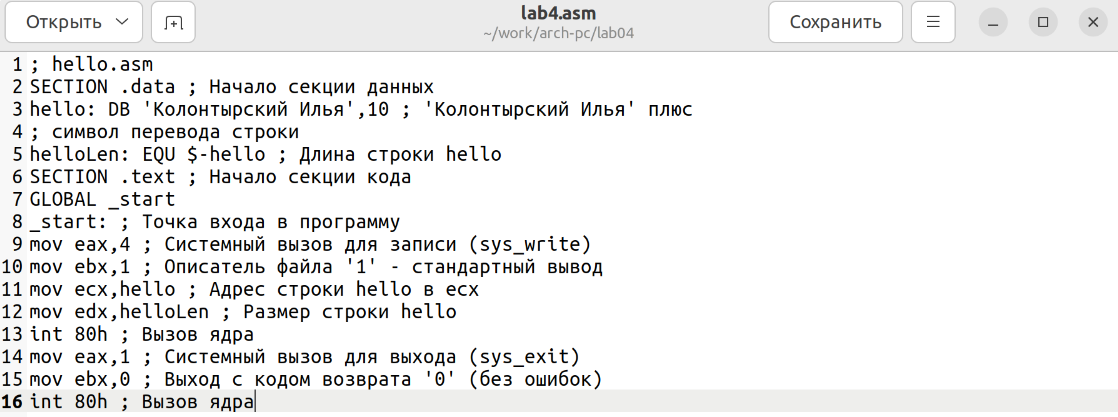 Открыть
lab4.asm
~/work/arch-pc/lab04
Сохранить
1 ; hello.asm
2 SECTION .data ; Начало секции данных
3 hello: DB 'Колонтырский Илья',10 ; 'Колонтырский Илья' плюс
4 ; символ перевода строки
5 helloLen: EQU $-hello ; Длина строки hello
6 SECTION .text ; Начало секции кода
7 GLOBAL _start
8 _start: ; Точка входа в программу
9 mov eax,4 ; Системный вызов для записи (sys_write)
10 mov ebx,1 ; Описатель файла '1' - стандартный вывод
11 mov ecx,hello ; Адрес строки hello в ecx
12 mov edx,helloLen ; Размер строки hello
13 int 80h ; Вызов ядра
14 mov eax,1 ; Системный вызов для выхода (sys_exit)
15 mov ebx,0 ; Выход с кодом возврата '0' (без ошибок)
16 int 80h ; Вызов ядра